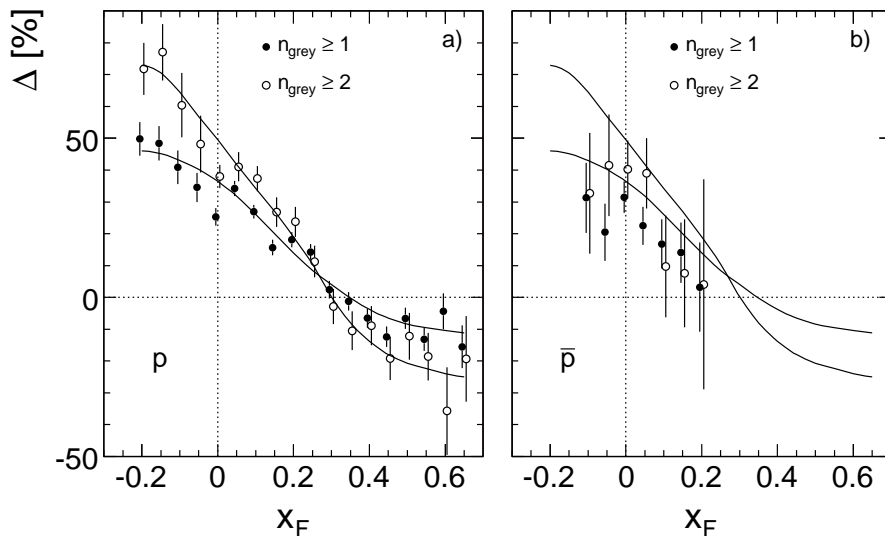 Δ [%]
50
0
-50
n_grey ≥ 1
n_grey ≥ 2
a)
p
-0.2 0 0.2 0.4 0.6
x_F
n_grey ≥ 1
n_grey ≥ 2
b)
p̅
-0.2 0 0.2 0.4 0.6
x_F